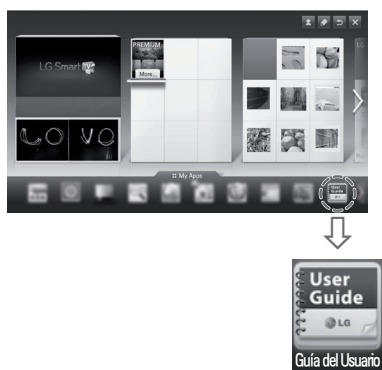 LG Smart TV
PREMIUM
More...
My Apps
User
Guide
User
Guide
LG
Guía del Usuario